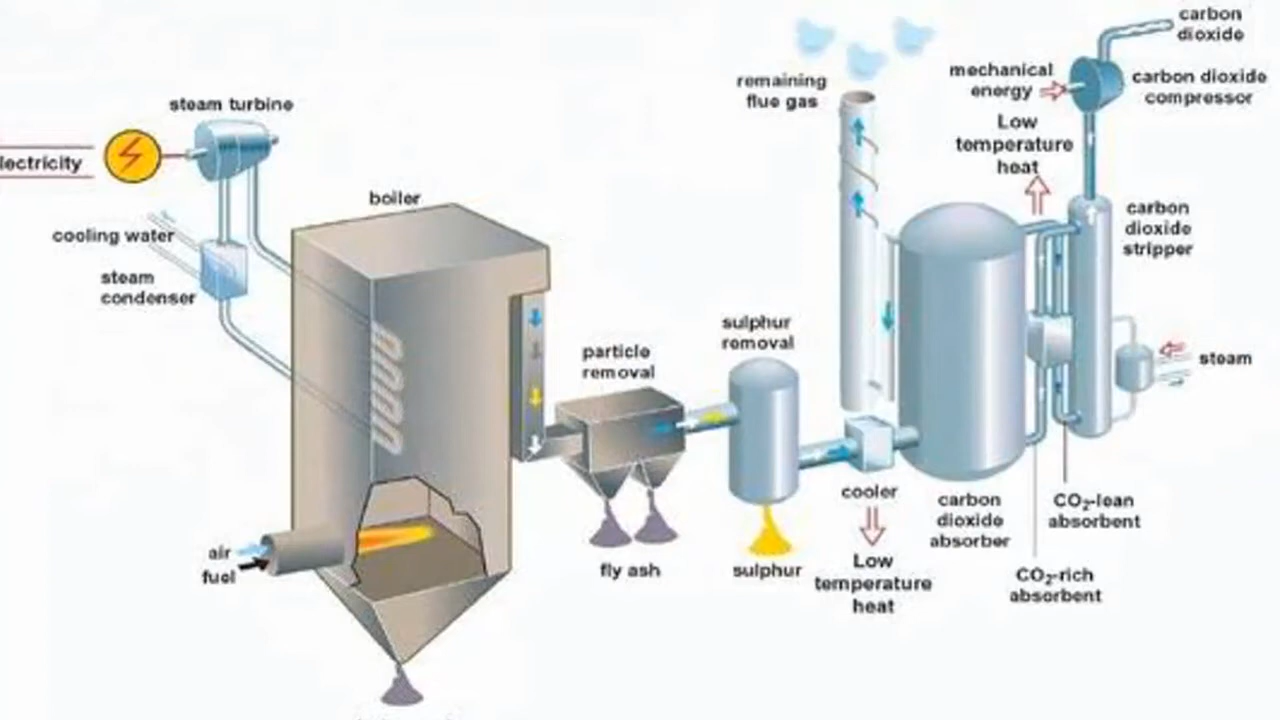 carbon
dioxide
mechanical
energy
carbon dioxide
compressor
remaining
flue gas
steam turbine
Low
temperature
heat
lectricity
boiler
carbon
dioxide
stripper
cooling water
steam
condenser
sulphur
removal
particle
removal
steam
cooler
carbon
dioxide
absorber
CO₂-lean
absorbent
air
fuel
fly ash
sulphur
Low
temperature
heat
CO₂-rich
absorbent